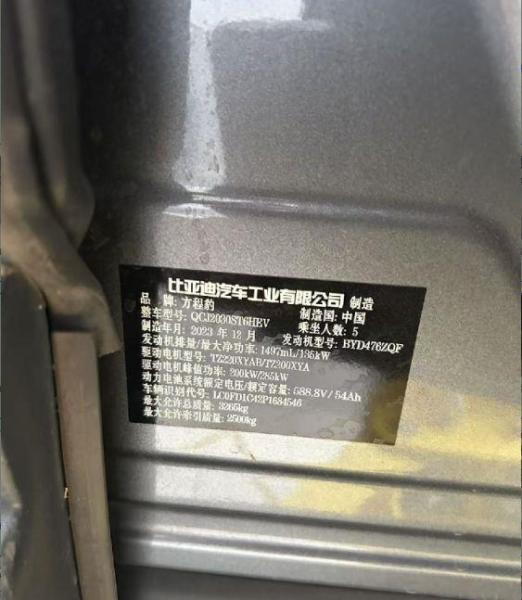 比亚迪汽车工业有限公司 制造
品 牌: 方程豹 制造国: 中国
整车型号: QCJ2030ST6HEV 乘坐人数: 5
制造年月: 2023 年 12 月 发动机型号: BYD476ZQF
发动机排量/最大净功率: 1497mL/135kW
驱动电机型号: TZ220XYAB/TZ200XYA
驱动电机峰值功率: 200kW/285kW
动力电池系统额定电压/额定容量: 588.8V/54Ah
车辆识别代号: LC0FD1C42P1684546
最大允许总质量: 3265kg
最大允许牵引质量: 2500kg